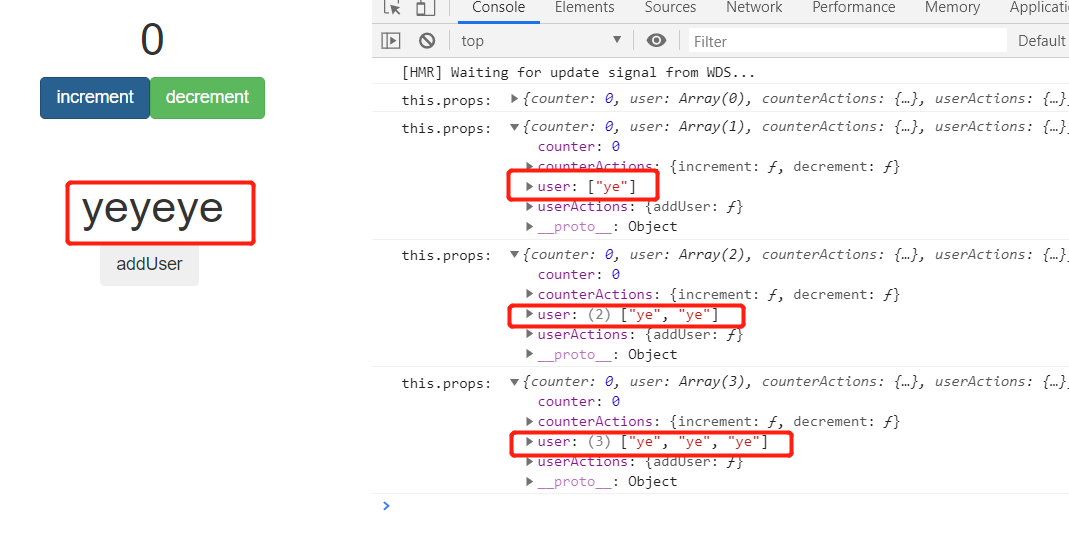 0
increment decrement
yeyeye
addUser
Console Elements Sources Network Performance Memory Applicati
top Filter Default
[HMR] Waiting for update signal from WDS...
this.props: {counter: 0, user: Array(0), counterActions: {…}, userActions: {…}
this.props: {counter: 0, user: Array(1), counterActions: {…}, userActions: {…}
counter: 0
counterActions: {increment: ƒ, decrement: ƒ}
user: ["ye"]
userActions: {addUser: ƒ}
__proto__: Object
this.props: {counter: 0, user: Array(2), counterActions: {…}, userActions: {…}
counter: 0
counterActions: {increment: ƒ, decrement: ƒ}
user: (2) ["ye", "ye"]
userActions: {addUser: ƒ}
__proto__: Object
this.props: {counter: 0, user: Array(3), counterActions: {…}, userActions: {…}
counter: 0
counterActions: {increment: ƒ, decrement: ƒ}
user: (3) ["ye", "ye", "ye"]
userActions: {addUser: ƒ}
__proto__: Object